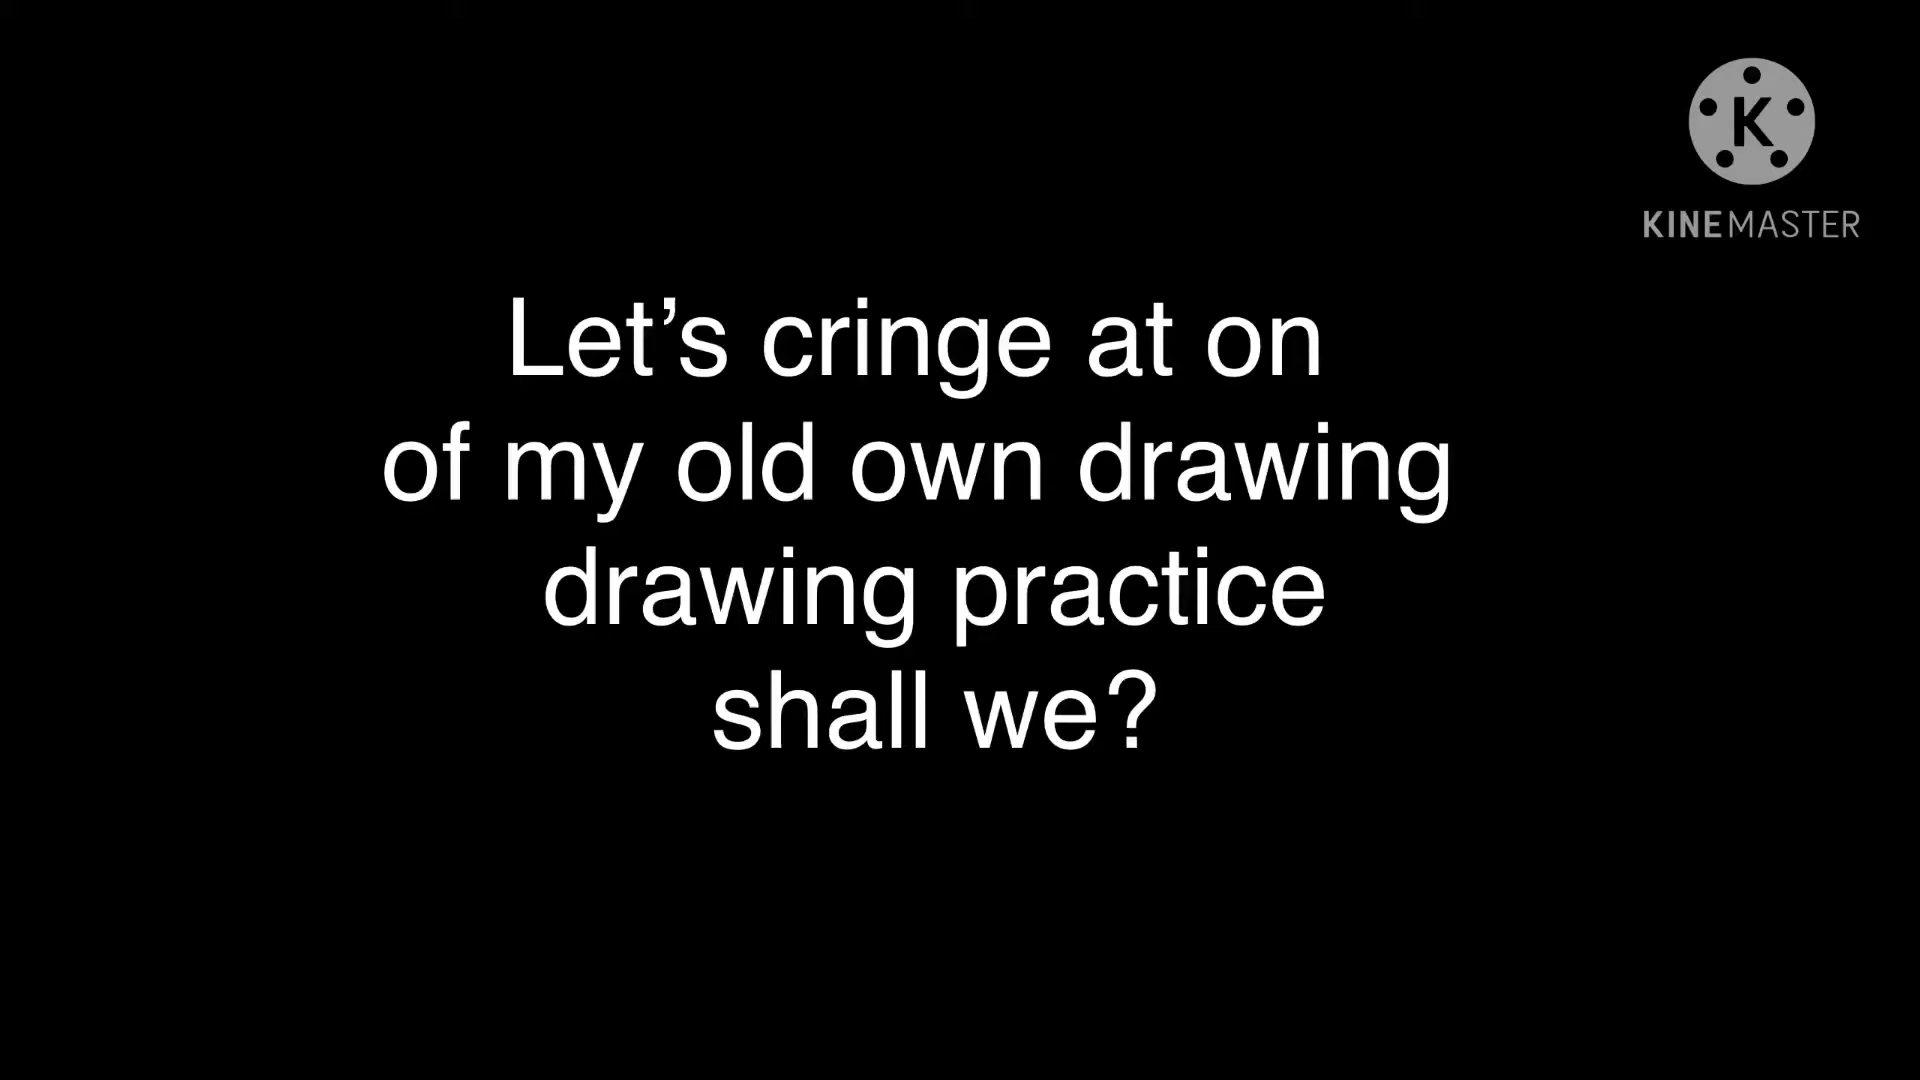 K
KINEMASTER
Let’s cringe at on
of my old own drawing
drawing practice
shall we?